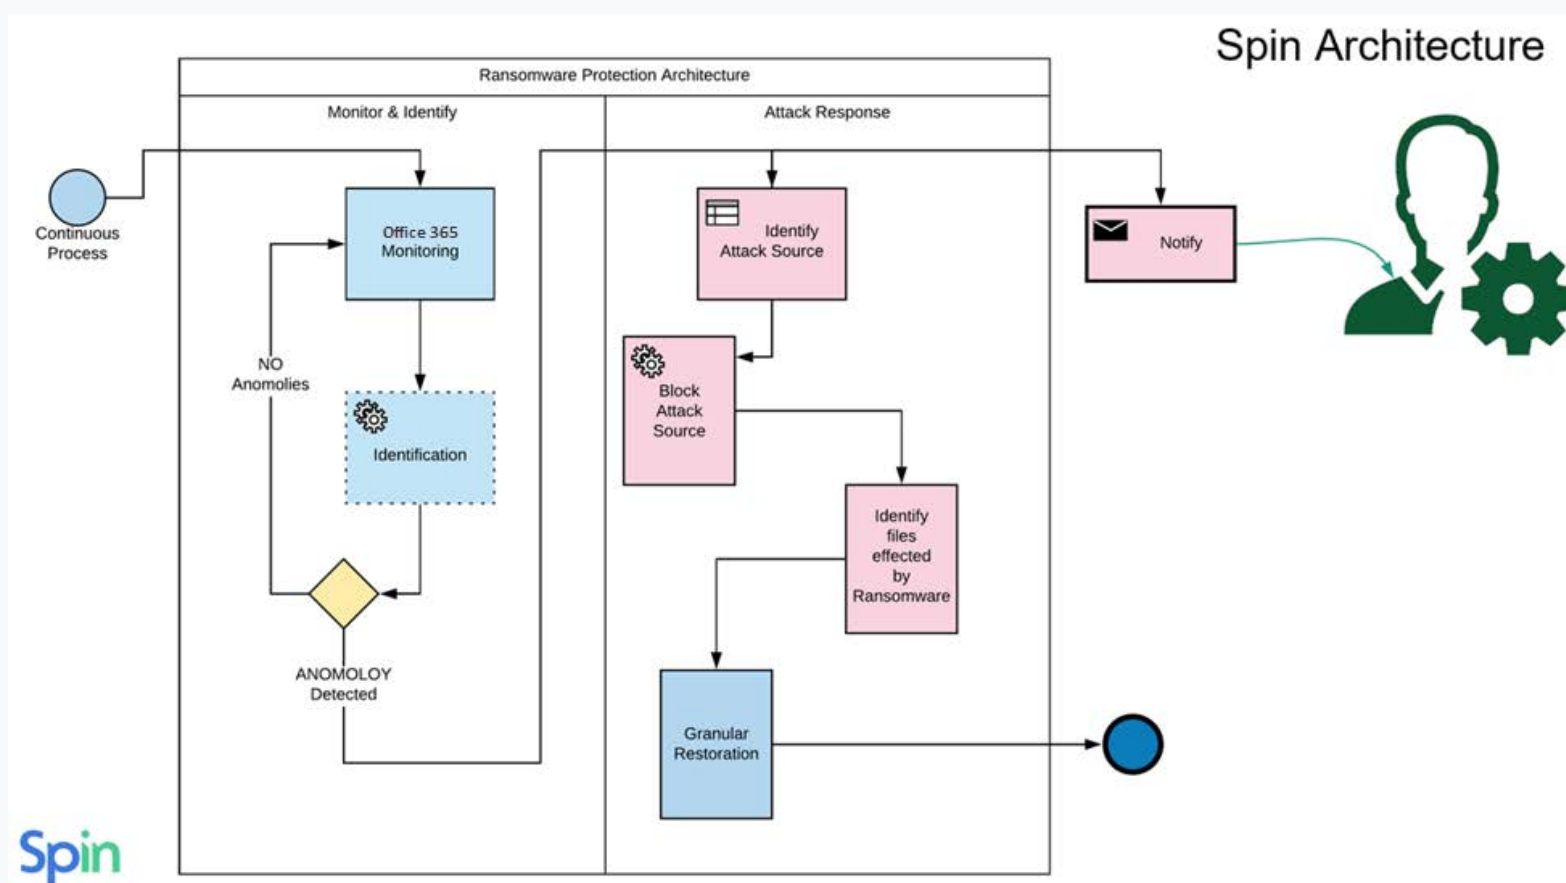 Spin Architecture
Ransomware Protection Architecture
Monitor & Identify
Attack Response
Continuous
Process
Office 365
Monitoring
Identify
Attack Source
Notify
NO
Anomolies
Block
Attack
Source
Identification
Identify
files
effected
by
Ransomware
ANOMOLOY
Detected
Granular
Restoration
Spin